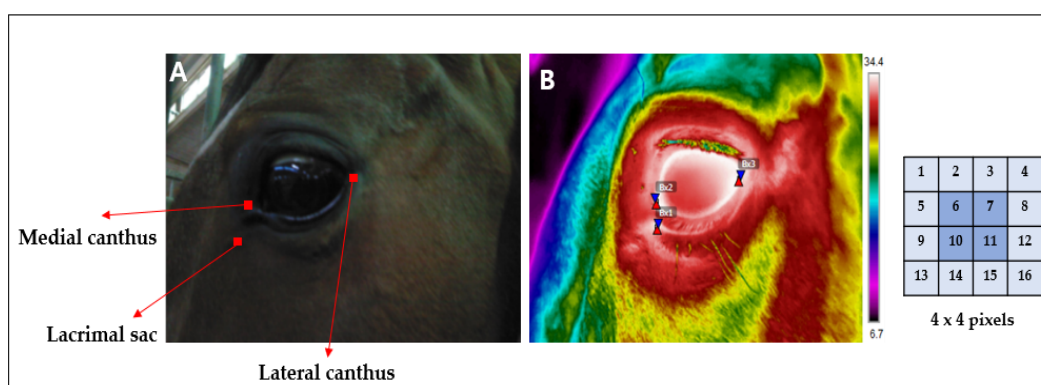 A
B
34.4
Bx3
Bx2
Bx1
6.7
Medial canthus
Lacrimal sac
Lateral canthus
1 2 3 4
5 6 7 8
9 10 11 12
13 14 15 16
4 x 4 pixels